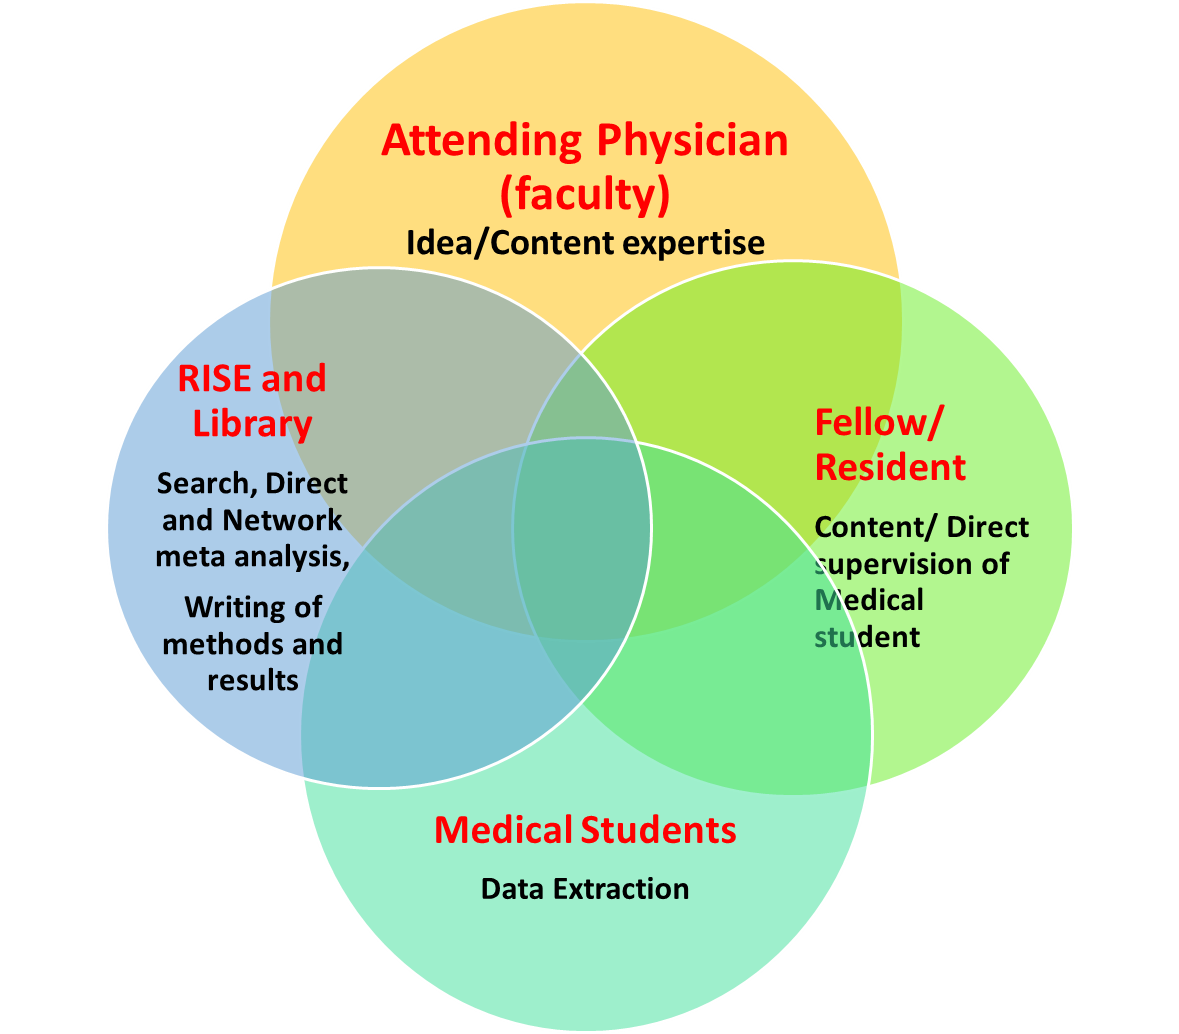 Attending Physician
(faculty)
Idea/Content expertise
RISE and
Library
Search, Direct
and Network
meta analysis,
Writing of
methods and
results
Fellow/
Resident
Content/ Direct
supervision of
Medical
student
Medical Students
Data Extraction